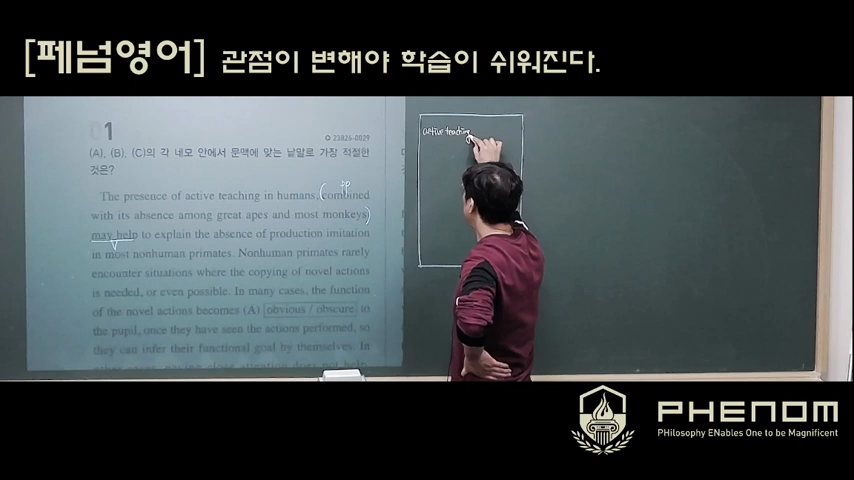 [페넘영어] 관점이 변해야 학습이 쉬워진다.
01
23826-0029
(A), (B), (C)의 각 네모 안에서 문맥에 맞는 낱말로 가장 적절한
것은?
The presence of active teaching in humans, (combined
pp
with its absence among great apes and most monkeys)
may help to explain the absence of production imitation
V
in most nonhuman primates. Nonhuman primates rarely
encounter situations where the copying of novel actions
is needed, or even possible. In many cases, the function
of the novel actions becomes (A) obvious / obscure to
the pupil, once they have seen the actions performed, so
they can infer their functional goal by themselves. In
active teaching
PHENOM
PHilosophy ENables One to be Magnificent